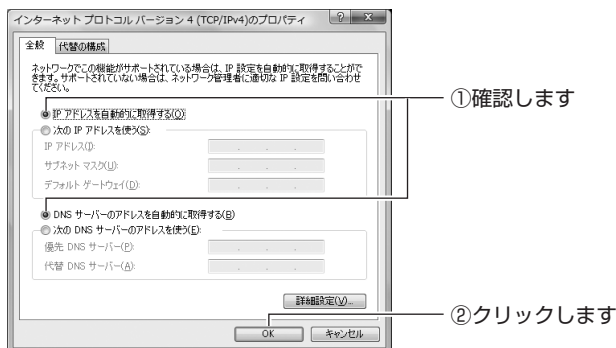 インターネット プロトコル バージョン 4 (TCP/IPv4)のプロパティ
全般
代替の構成
ネットワークでこの機能がサポートされている場合は、IP 設定を自動的に取得することがで
きます。サポートされていない場合は、ネットワーク管理者に適切な IP 設定を問い合わせ
てください。
IP アドレスを自動的に取得する(O)
次の IP アドレスを使う(S):
IP アドレス(I):
サブネット マスク(U):
デフォルト ゲートウェイ(D):
DNS サーバーのアドレスを自動的に取得する(B)
次の DNS サーバーのアドレスを使う(E):
優先 DNS サーバー(P):
代替 DNS サーバー(A):
詳細設定(V)...
OK
キャンセル
①確認します
②クリックします